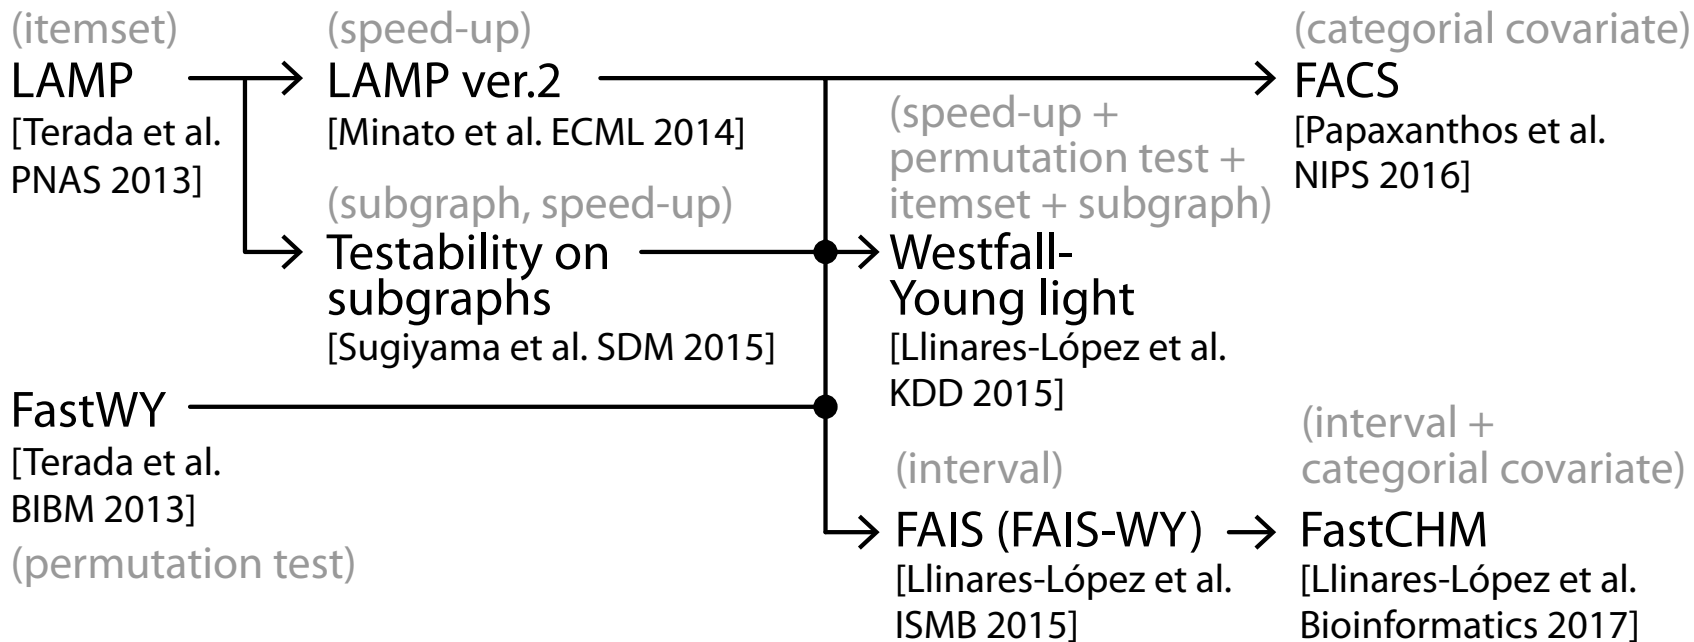 (itemset)
LAMP
[Terada et al.
PNAS 2013]
(speed-up)
LAMP ver.2
[Minato et al. ECML 2014]
(categorial covariate)
FACS
[Papaxanthos et al.
NIPS 2016]
(subgraph, speed-up)
Testability on
subgraphs
[Sugiyama et al. SDM 2015]
(speed-up +
permutation test +
itemset + subgraph)
Westfall-
Young light
[Llinares-López et al.
KDD 2015]
FastWY
[Terada et al.
BIBM 2013]
(permutation test)
(interval)
FAIS (FAIS-WY)
[Llinares-López et al.
ISMB 2015]
(interval +
categorial covariate)
FastCHM
[Llinares-López et al.
Bioinformatics 2017]